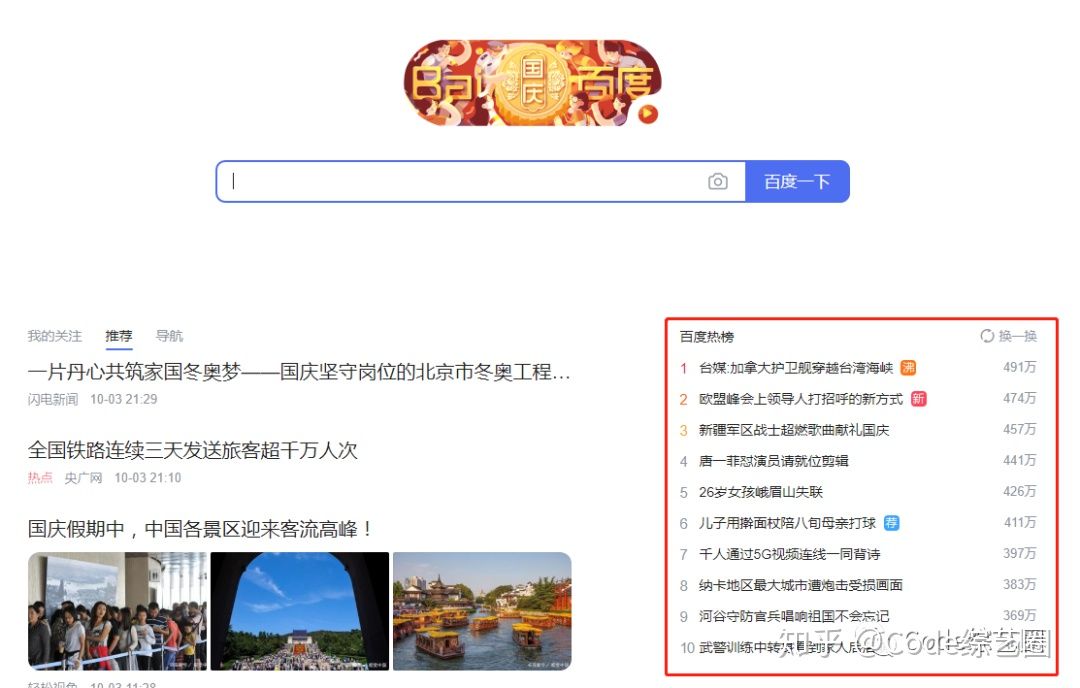 Bai 国庆 百度
百度一下
我的关注 推荐 导航
一片丹心共筑家国冬奥梦——国庆坚守岗位的北京市冬奥工程…
闪电新闻 10-03 21:29
全国铁路连续三天发送旅客超千万人次
热点 央广网 10-03 21:10
国庆假期中，中国各景区迎来客流高峰！
轻松视角 10-03 11:28
百度热榜 换一换
1 台媒:加拿大护卫舰穿越台湾海峡 沸 491万
2 欧盟峰会上领导人打招呼的新方式 新 474万
3 新疆军区战士超燃歌曲献礼国庆 457万
4 唐一菲怼演员请就位剪辑 441万
5 26岁女孩峨眉山失联 426万
6 儿子用擀面杖陪八旬母亲打球 荐 411万
7 千人通过5G视频连线一同背诗 397万
8 纳卡地区最大城市遭炮击受损画面 383万
9 河谷守防官兵唱响祖国不会忘记 369万
10 武警训练中转
知乎 @C6de综艺圈